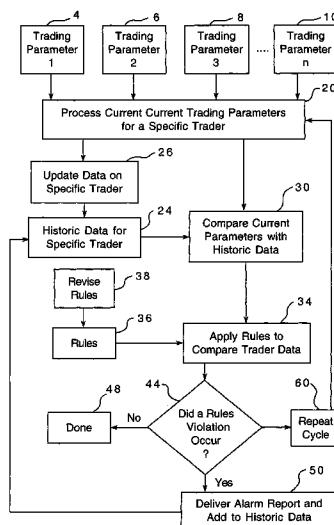 4
6
8
10
Trading
Parameter
1
Trading
Parameter
2
Trading
Parameter
3
....
Trading
Parameter
n
20
Process Current Current Trading Parameters
for a Specific Trader
26
Update Data on
Specific Trader
30
24
Historic Data for
Specific Trader
Compare Current
Parameters with
Historic Data
38
Revise
Rules
34
36
Rules
Apply Rules to
Compare Trader Data
48
44
60
Done
No
Did a Rules
Violation
Occur
?
Repeat
Cycle
Yes
50
Deliver Alarm Report and
Add to Historic Data